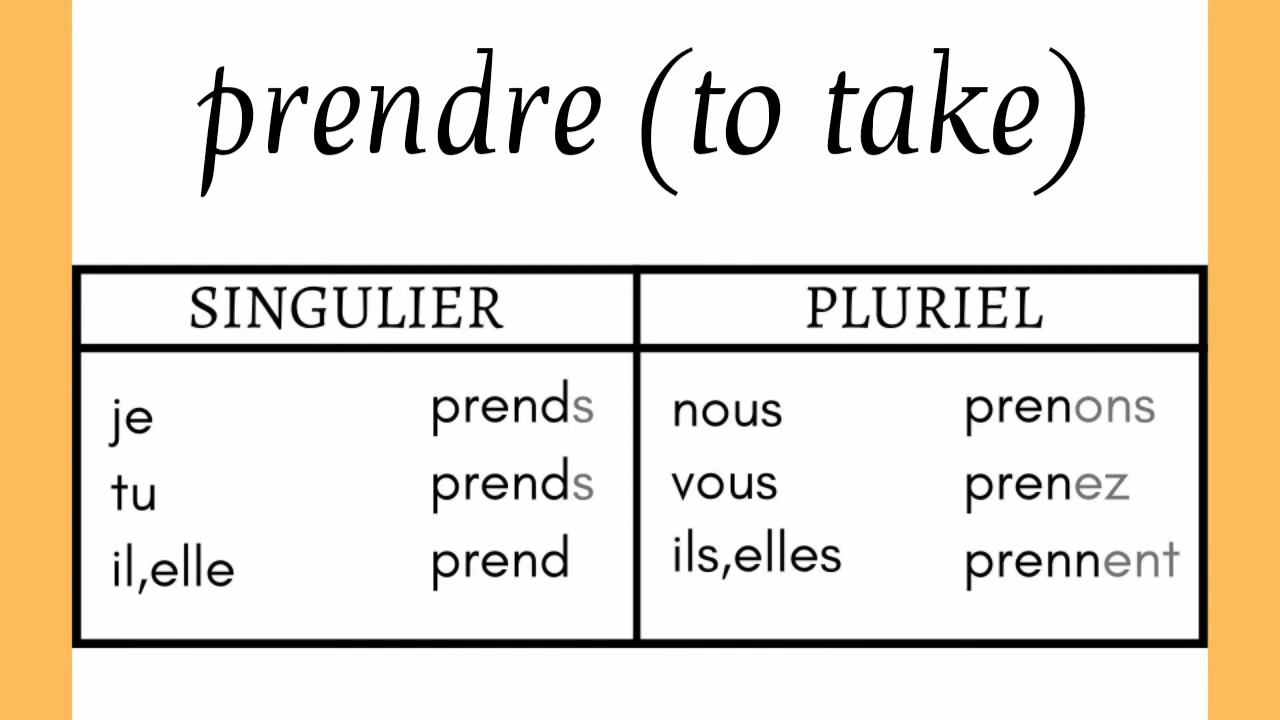 prendre (to take)
SINGULIER PLURIEL
je prends nous prenons
tu prends vous prenez
il,elle prend ils,elles prennent